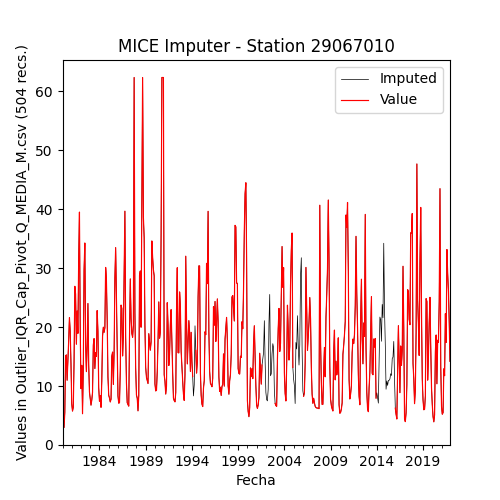 MICE Imputer - Station 29067010
Imputed
Value
Values in Outlier_IQR_Cap_Pivot_Q_MEDIA_M.csv (504 recs.)
60
50
40
30
20
10
0
1984 1989 1994 1999 2004 2009 2014 2019
Fecha